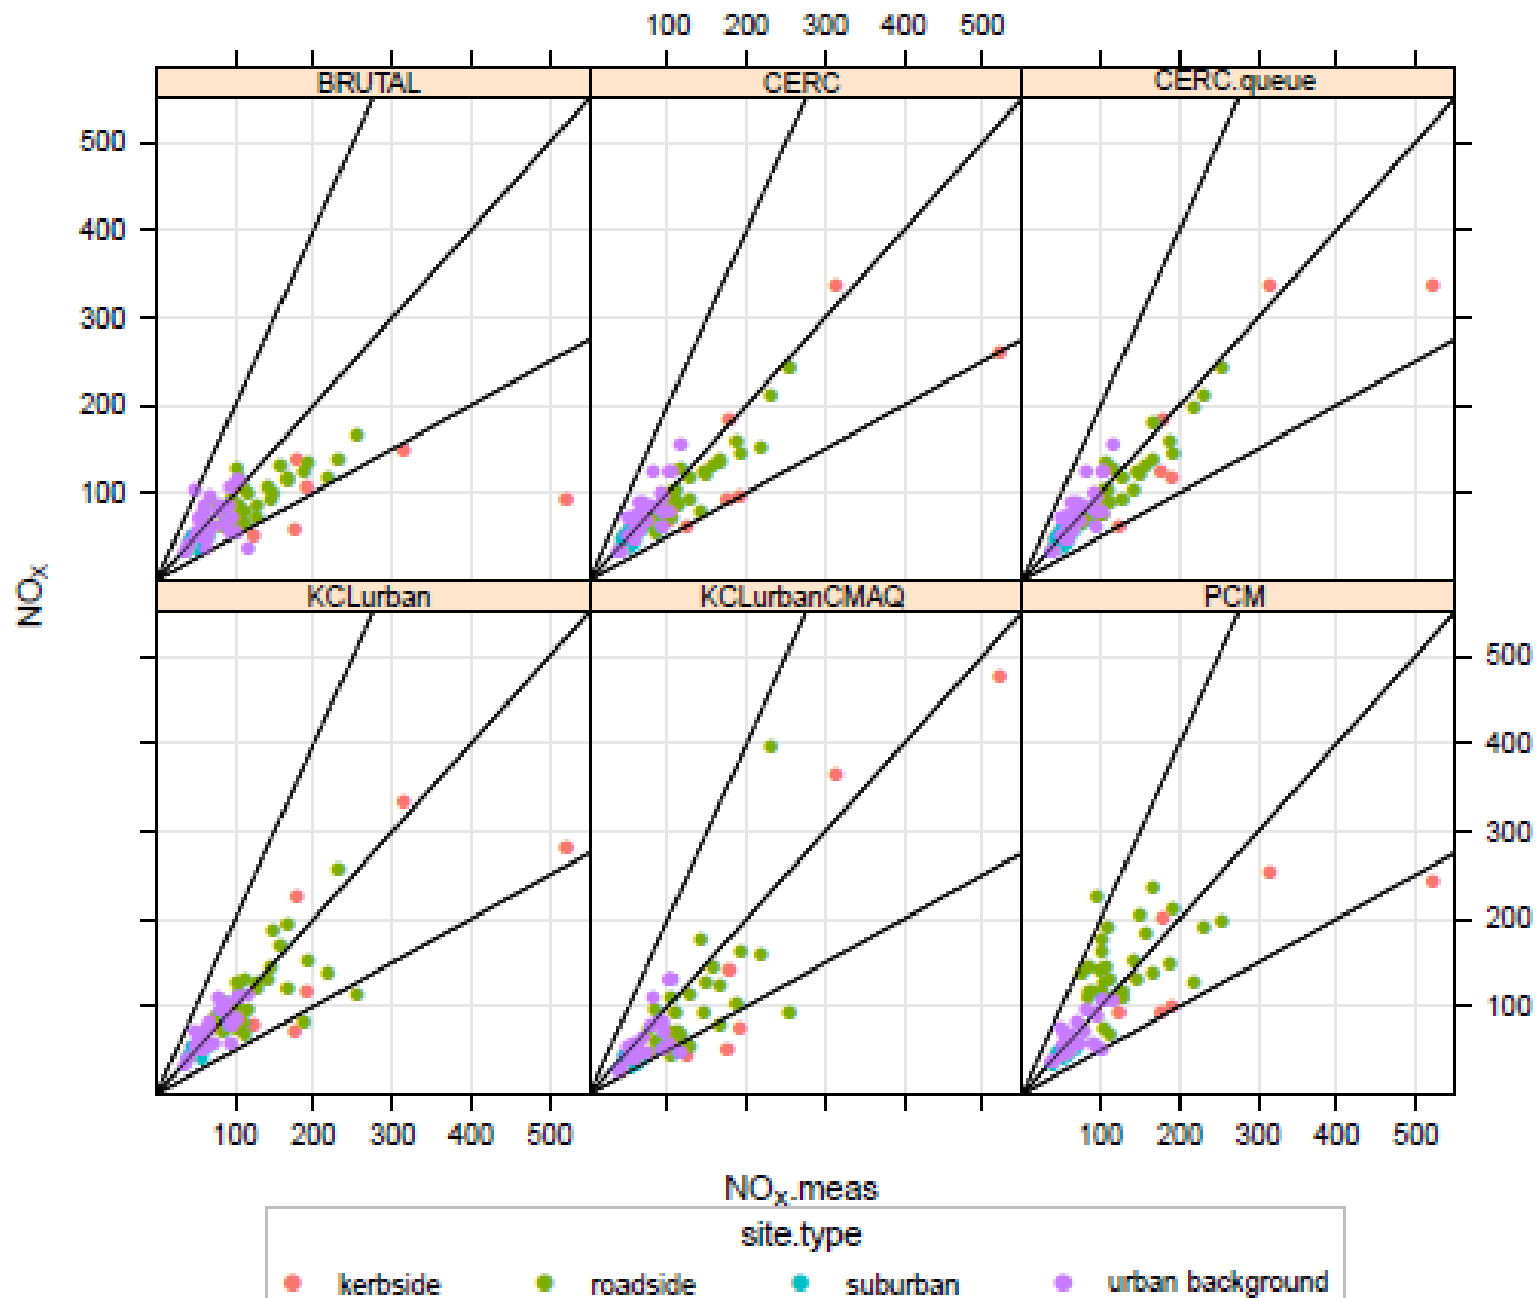 100 200 300 400 500
BRUTAL CERC CERC.queue
500
400
300
200
100
NOx
KCLurban KCLurbanCMAQ PCM
500
400
300
200
100
100 200 300 400 500 100 200 300 400 500
NOx.meas
site.type
kerbside roadside suburban urban background